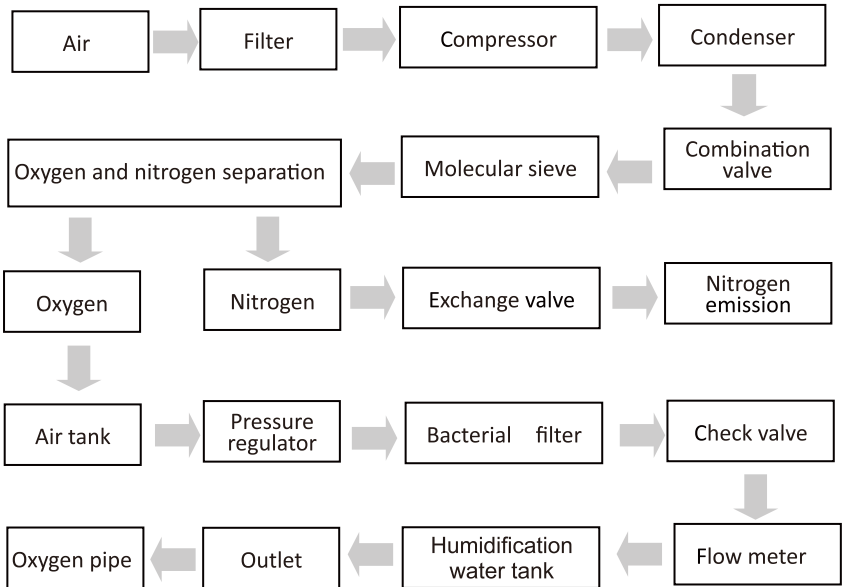 Air
Filter
Compressor
Condenser
Combination
valve
Molecular sieve
Oxygen and nitrogen separation
Oxygen
Nitrogen
Exchange valve
Nitrogen
emission
Air tank
Pressure
regulator
Bacterial filter
Check valve
Flow meter
Humidification
water tank
Outlet
Oxygen pipe